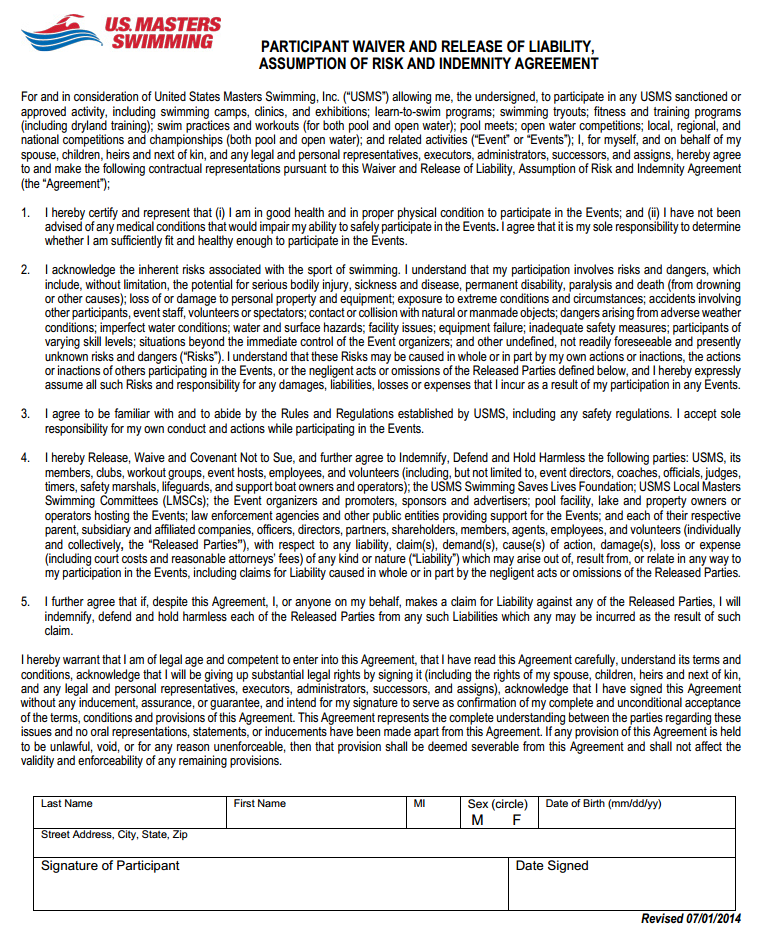 U.S. MASTERS
SWIMMING
PARTICIPANT WAIVER AND RELEASE OF LIABILITY,
ASSUMPTION OF RISK AND INDEMNITY AGREEMENT
For and in consideration of United States Masters Swimming, Inc. (“USMS”) allowing me, the undersigned, to participate in any USMS sanctioned or
approved activity, including swimming camps, clinics, and exhibitions; learn-to-swim programs; swimming tryouts; fitness and training programs
(including dryland training); swim practices and workouts (for both pool and open water); pool meets; open water competitions; local, regional, and
national competitions and championships (both pool and open water); and related activities (“Event” or “Events”); I, for myself, and on behalf of my
spouse, children, heirs and next of kin, and any legal and personal representatives, executors, administrators, successors, and assigns, hereby agree
to and make the following contractual representations pursuant to this Waiver and Release of Liability, Assumption of Risk and Indemnity Agreement
(the “Agreement”);
1. I hereby certify and represent that (i) I am in good health and in proper physical condition to participate in the Events; and (ii) I have not been
advised of any medical conditions that would impair my ability to safely participate in the Events. I agree that it is my sole responsibility to determine
whether I am sufficiently fit and healthy enough to participate in the Events.
2. I acknowledge the inherent risks associated with the sport of swimming. I understand that my participation involves risks and dangers, which
include, without limitation, the potential for serious bodily injury, sickness and disease, permanent disability, paralysis and death (from drowning
or other causes); loss of or damage to personal property and equipment; exposure to extreme conditions and circumstances; accidents involving
other participants, event staff, volunteers or spectators; contact or collision with natural or manmade objects; dangers arising from adverse weather
conditions; imperfect water conditions; water and surface hazards; facility issues; equipment failure; inadequate safety measures; participants of
varying skill levels; situations beyond the immediate control of the Event organizers; and other undefined, not readily foreseeable and presently
unknown risks and dangers (“Risks”). I understand that these Risks may be caused in whole or in part by my own actions or inactions, the actions
or inactions of others participating in the Events, or the negligent acts or omissions of the Released Parties defined below, and I hereby expressly
assume all such Risks and responsibility for any damages, liabilities, losses or expenses that I incur as a result of my participation in any Events.
3. I agree to be familiar with and to abide by the Rules and Regulations established by USMS, including any safety regulations. I accept sole
responsibility for my own conduct and actions while participating in the Events.
4. I hereby Release, Waive and Covenant Not to Sue, and further agree to Indemnify, Defend and Hold Harmless the following parties: USMS, its
members, clubs, workout groups, event hosts, employees, and volunteers (including, but not limited to, event directors, coaches, officials, judges,
timers, safety marshals, lifeguards, and support boat owners and operators); the USMS Swimming Saves Lives Foundation; USMS Local Masters
Swimming Committees (LMSCs); the Event organizers and promoters, sponsors and advertisers; pool facility, lake and property owners or
operators hosting the Events; law enforcement agencies and other public entities providing support for the Events; and each of their respective
parent, subsidiary and affiliated companies, officers, directors, partners, shareholders, members, agents, employees, and volunteers (individually
and collectively, the “Released Parties”), with respect to any liability, claim(s), demand(s), cause(s) of action, damage(s), loss or expense
(including court costs and reasonable attorneys’ fees) of any kind or nature (“Liability”) which may arise out of, result from, or relate in any way to
my participation in the Events, including claims for Liability caused in whole or in part by the negligent acts or omissions of the Released Parties.
5. I further agree that if, despite this Agreement, I, or anyone on my behalf, makes a claim for Liability against any of the Released Parties, I will
indemnify, defend and hold harmless each of the Released Parties from any such Liabilities which any may be incurred as the result of such
claim.
I hereby warrant that I am of legal age and competent to enter into this Agreement, that I have read this Agreement carefully, understand its terms and
conditions, acknowledge that I will be giving up substantial legal rights by signing it (including the rights of my spouse, children, heirs and next of kin,
and any legal and personal representatives, executors, administrators, successors, and assigns), acknowledge that I have signed this Agreement
without any inducement, assurance, or guarantee, and intend for my signature to serve as confirmation of my complete and unconditional acceptance
of the terms, conditions and provisions of this Agreement. This Agreement represents the complete understanding between the parties regarding these
issues and no oral representations, statements, or inducements have been made apart from this Agreement. If any provision of this Agreement is held
to be unlawful, void, or for any reason unenforceable, then that provision shall be deemed severable from this Agreement and shall not affect the
validity and enforceability of any remaining provisions.
Last Name First Name MI Sex (circle) Date of Birth (mm/dd/yy)
M F
Street Address, City, State, Zip
Signature of Participant Date Signed
Revised 07/01/2014